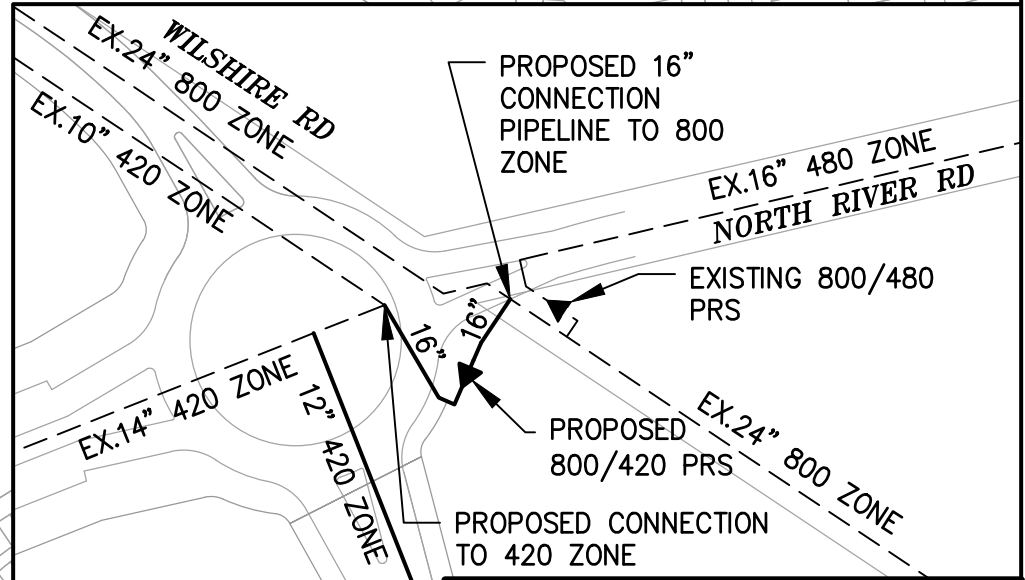 WILSHIRE RD
EX.24" 800 ZONE
EX.10" 420 ZONE
PROPOSED 16"
CONNECTION
PIPELINE TO 800
ZONE
EX.16" 480 ZONE
NORTH RIVER RD
EXISTING 800/480
PRS
16"
16"
EX.14" 420 ZONE
12" 420 ZONE
EX.24" 800 ZONE
PROPOSED
800/420 PRS
PROPOSED CONNECTION
TO 420 ZONE